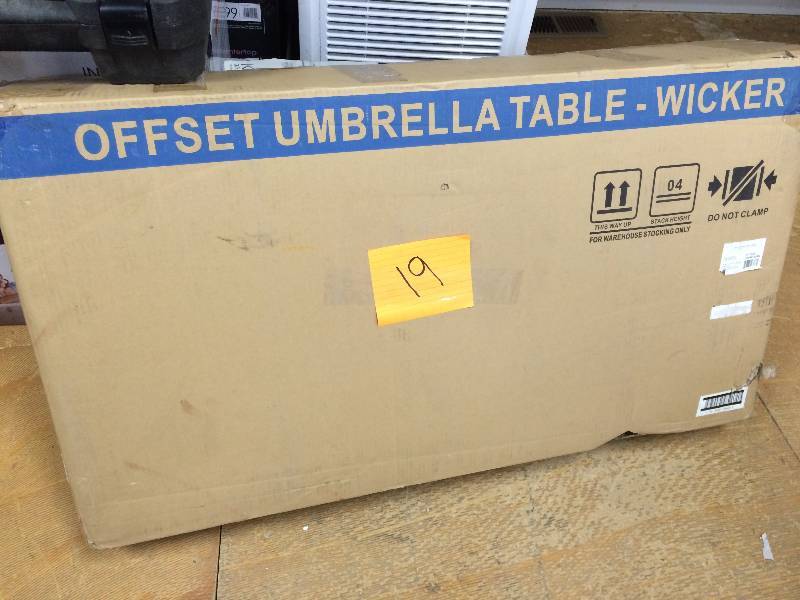 OFFSET UMBRELLA TABLE - WICKER
04
THIS WAY UP
STACK HEIGHT
DO NOT CLAMP
FOR WAREHOUSE STOCKING ONLY
19